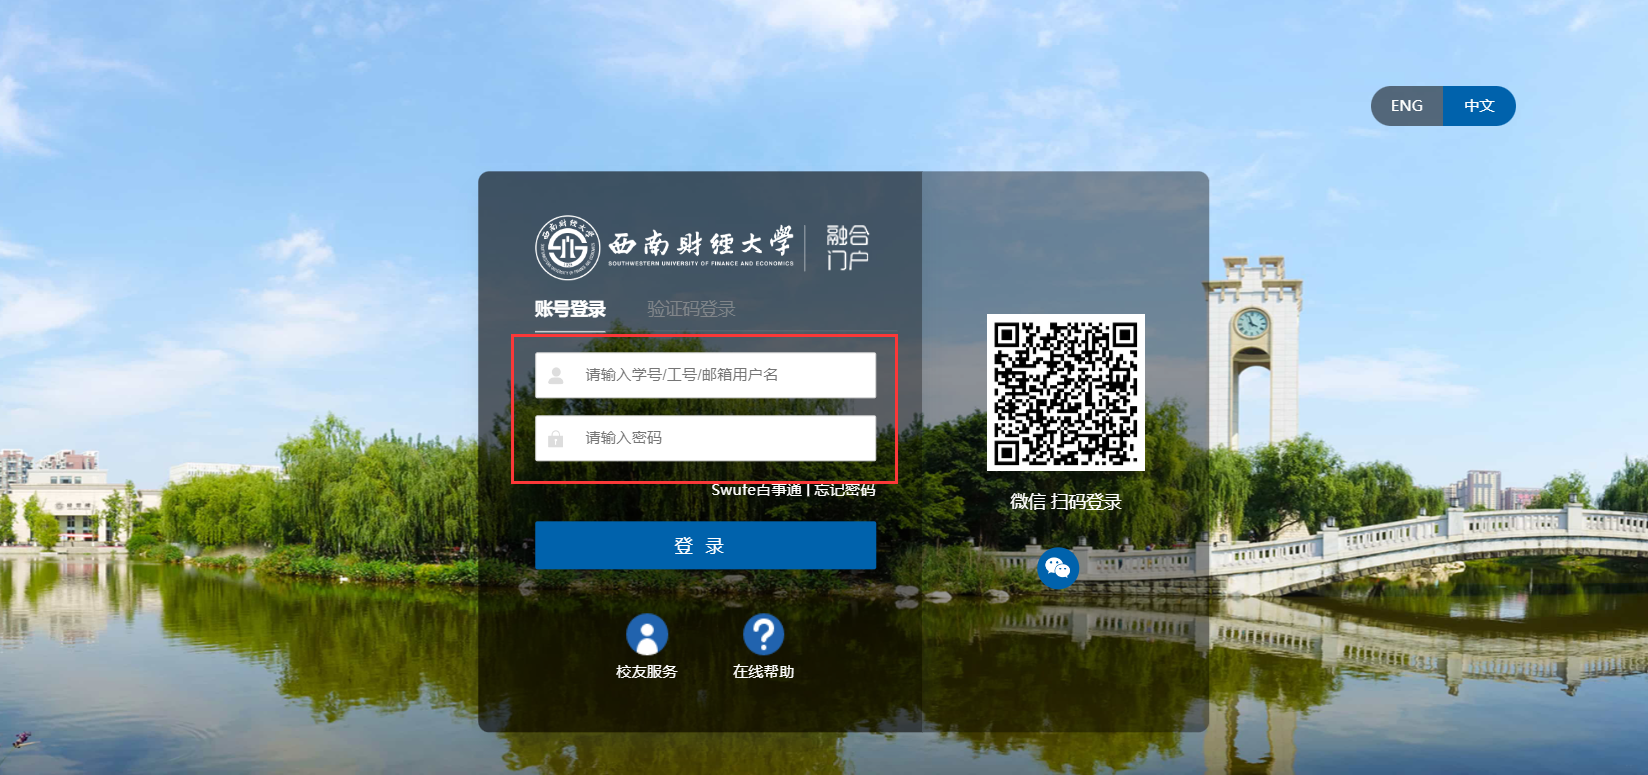 ENG 中文
西南财经大学
SOUTHWESTERN UNIVERSITY OF FINANCE AND ECONOMICS
融合
门户
账号登录 验证码登录
请输入学号/工号/邮箱用户名
请输入密码
Swufe百事通 | 忘记密码
登 录
微信 扫码登录
校友服务 在线帮助